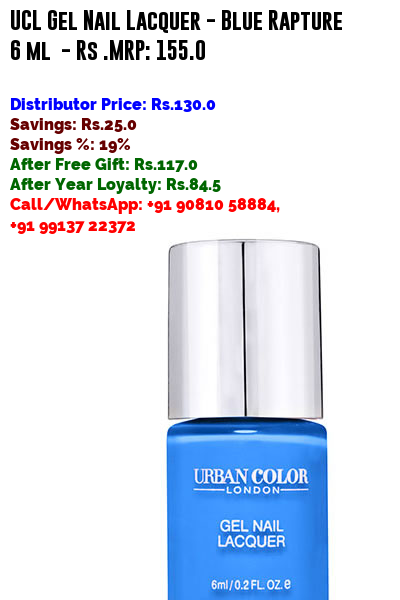 UCL Gel Nail Lacquer - Blue Rapture
6 ml - Rs .MRP: 155.0
Distributor Price: Rs.130.0
Savings: Rs.25.0
Savings %: 19%
After Free Gift: Rs.117.0
After Year Loyalty: Rs.84.5
Call/WhatsApp: +91 90810 58884,
+91 99137 22372
URBAN COLOR
LONDON
GEL NAIL
LACQUER
6ml/0.2 FL. OZ. e